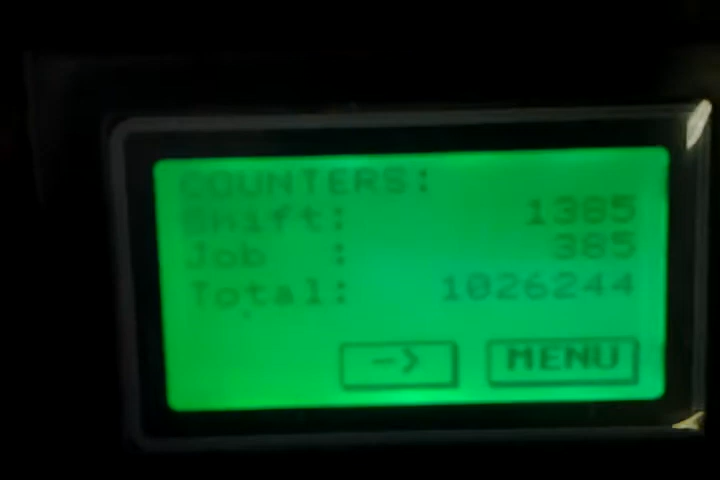 COUNTERS:
Shift: 1385
Job : 385
Total: 1026244
-> MENU